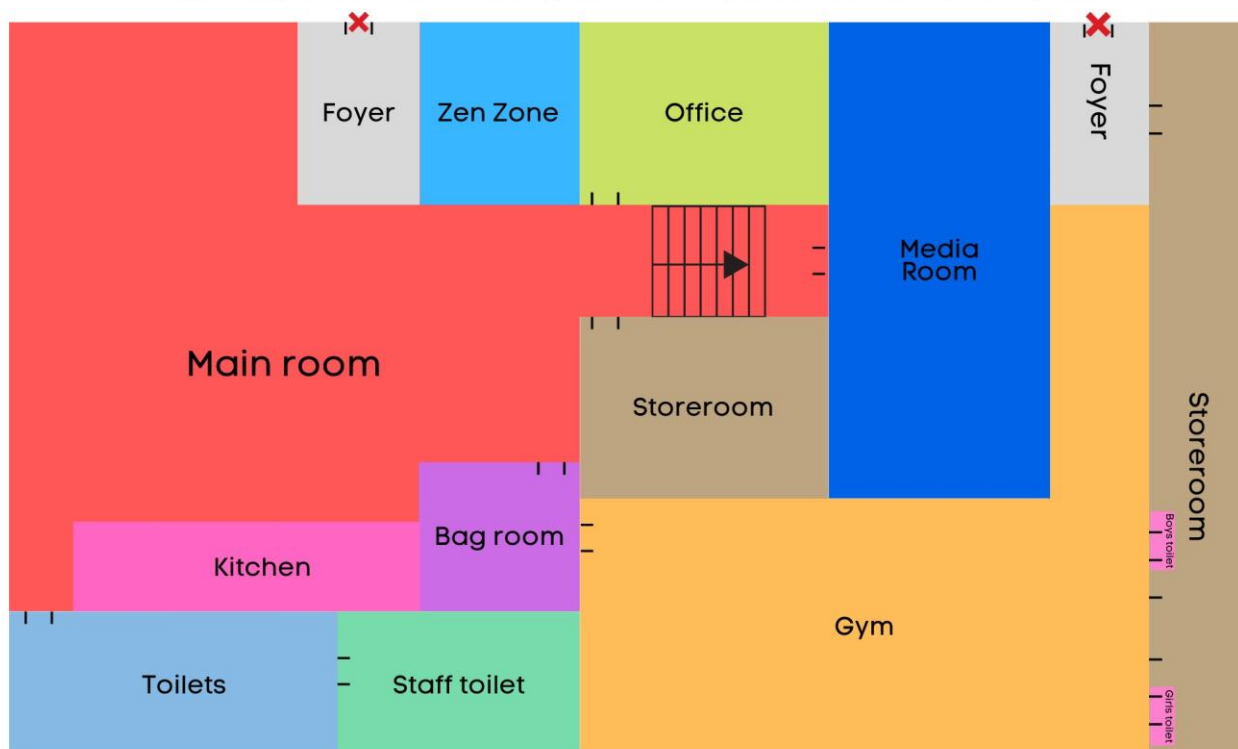 Foyer
Zen Zone
Office
Foyer
Media
Room
Main room
Storeroom
Storeroom
Bag room
Boys toilet
Kitchen
Gym
Toilets
Staff toilet
Girls toilet